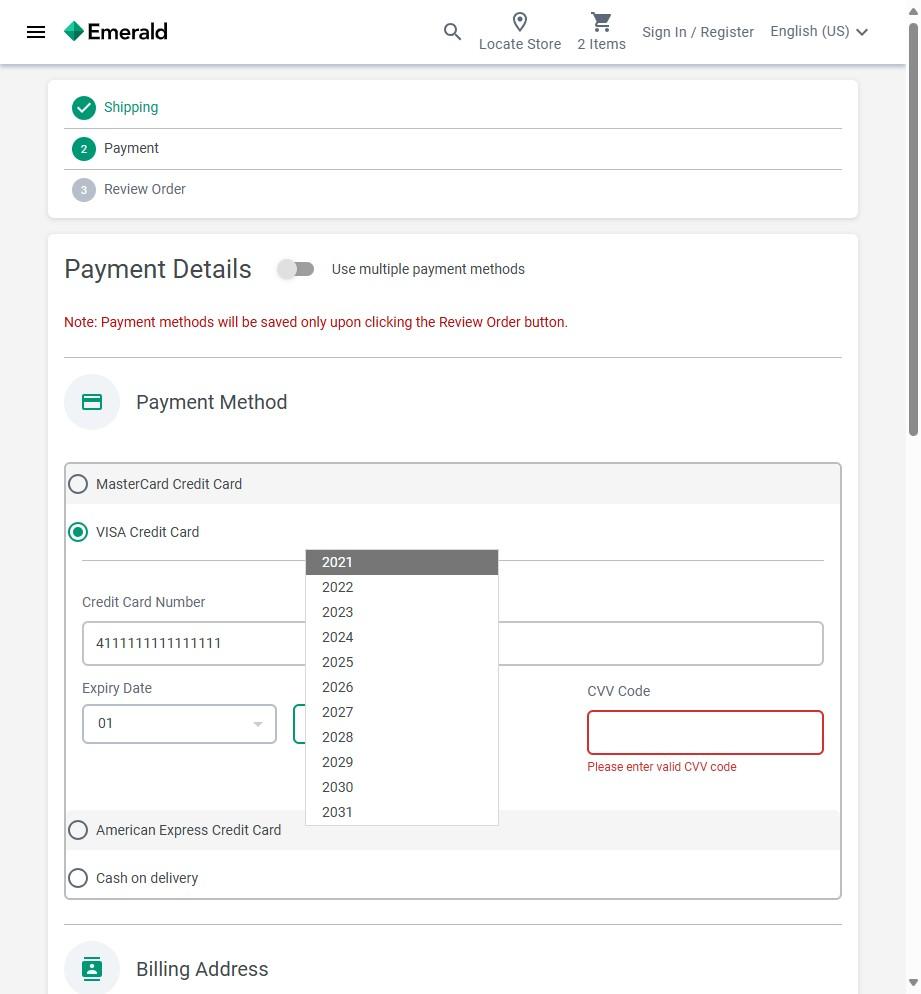 Emerald
Locate Store
2 Items
Sign In / Register
English (US)
Shipping
2 Payment
3 Review Order
Payment Details
Use multiple payment methods
Note: Payment methods will be saved only upon clicking the Review Order button.
Payment Method
MasterCard Credit Card
VISA Credit Card
Credit Card Number
4111111111111111
Expiry Date
01
2021
2022
2023
2024
2025
2026
2027
2028
2029
2030
2031
CVV Code
Please enter valid CVV code
American Express Credit Card
Cash on delivery
Billing Address